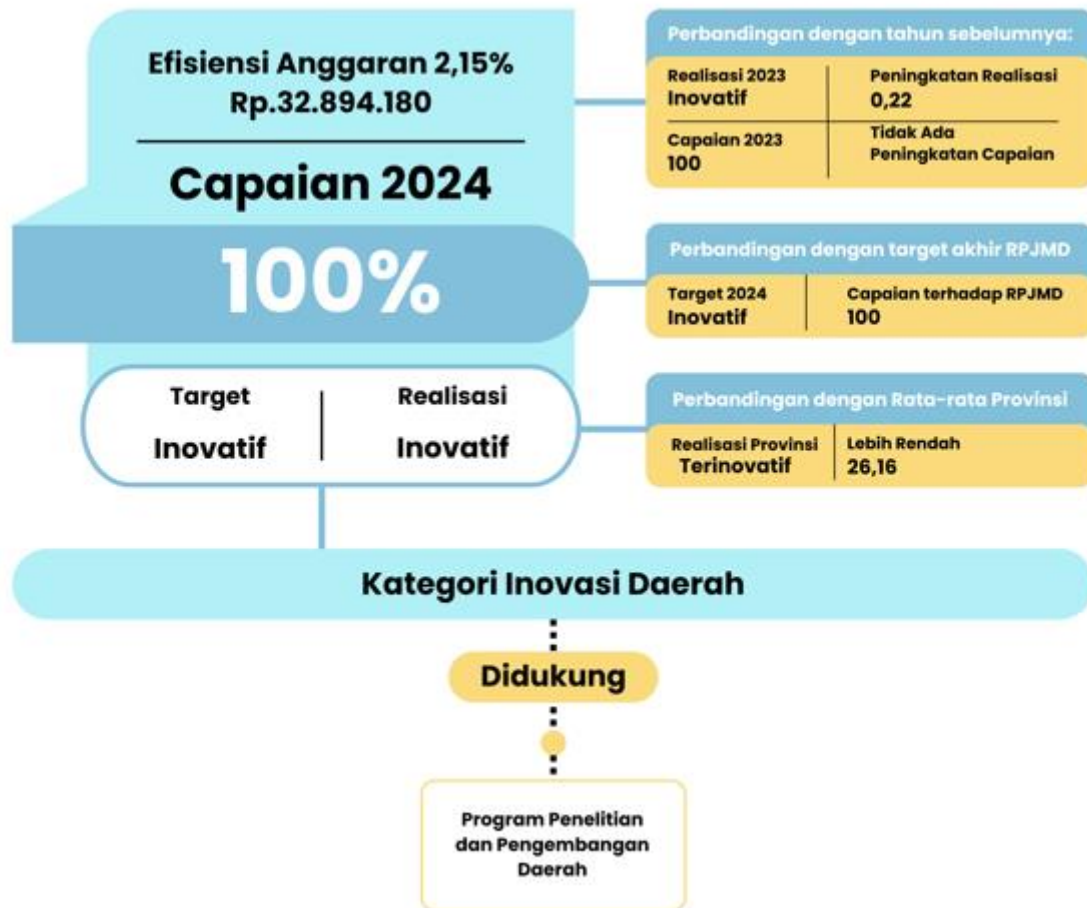 Efisiensi Anggaran 2,15%
Rp.32.894.180
Capaian 2024
100%
Target
Inovatif
Realisasi
Inovatif
Perbandingan dengan tahun sebelumnya:
Realisasi 2023
Inovatif
Peningkatan Realisasi
0,22
Capaian 2023
100
Tidak Ada
Peningkatan Capaian
Perbandingan dengan target akhir RPJMD
Target 2024
Inovatif
Capaian terhadap RPJMD
100
Perbandingan dengan Rata-rata Provinsi
Realisasi Provinsi
Terinovatif
Lebih Rendah
26,16
Kategori Inovasi Daerah
Didukung
Program Penelitian
dan Pengembangan
Daerah